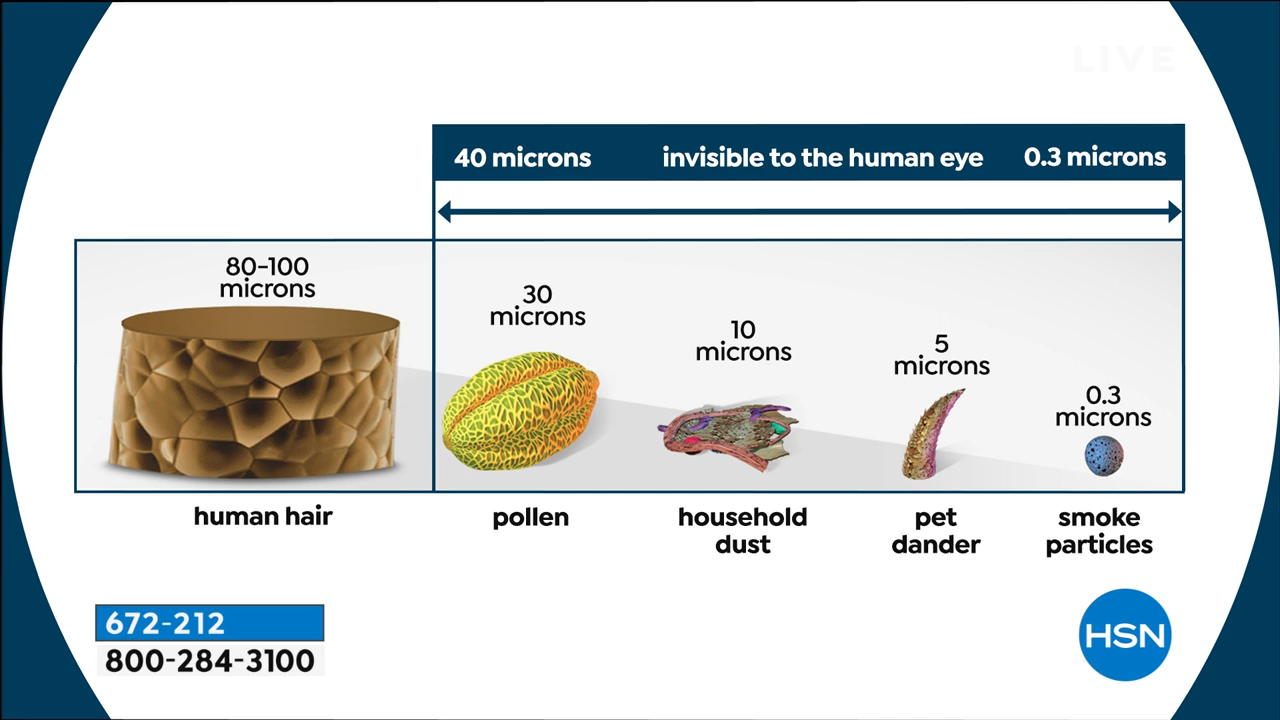 LIVE
40 microns invisible to the human eye 0.3 microns
80-100
microns
30
microns
10
microns
5
microns
0.3
microns
human hair
pollen
household
dust
pet
dander
smoke
particles
672-212
800-284-3100
HSN